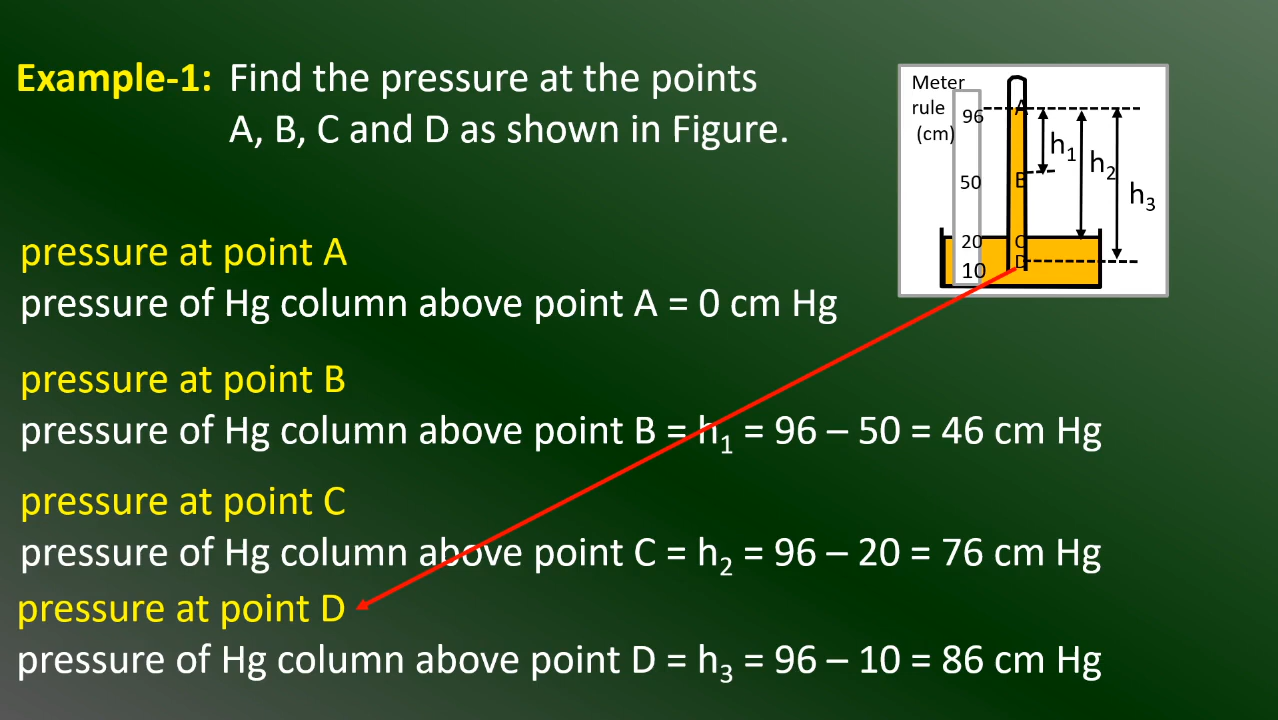 Example-1: Find the pressure at the points
A, B, C and D as shown in Figure.
Meter
rule
(cm)
96
50
20
10
A
B
C
D
h₁
h₂
h₃
pressure at point A
pressure of Hg column above point A = 0 cm Hg
pressure at point B
pressure of Hg column above point B = h₁ = 96 – 50 = 46 cm Hg
pressure at point C
pressure of Hg column above point C = h₂ = 96 – 20 = 76 cm Hg
pressure at point D
pressure of Hg column above point D = h₃ = 96 – 10 = 86 cm Hg